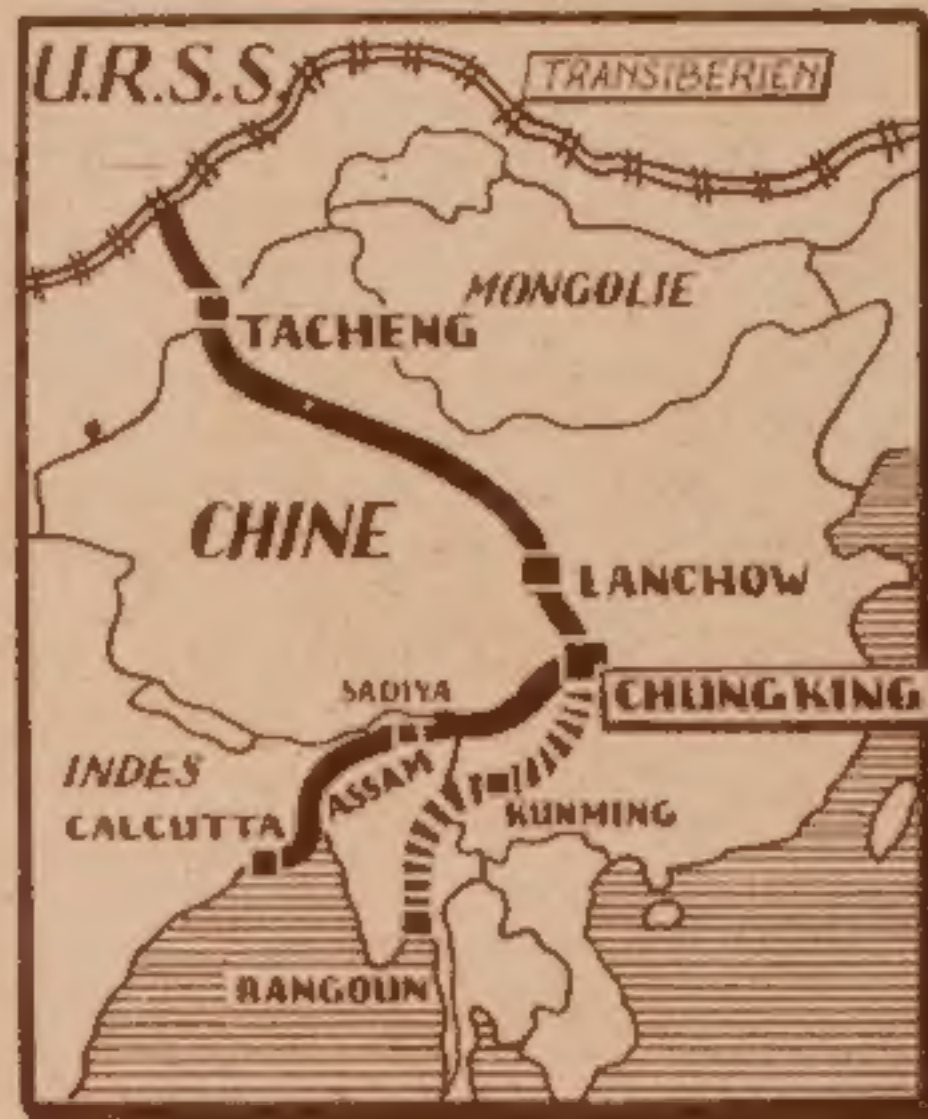 U.R.S.S
TRANSIBERIEN
MONGOLIE
TACHENG
CHINE
LANCHOW
SADIYA
CHUNGKING
INDES
ASSAM
CALCUTTA
KUNMING
RANGOUN